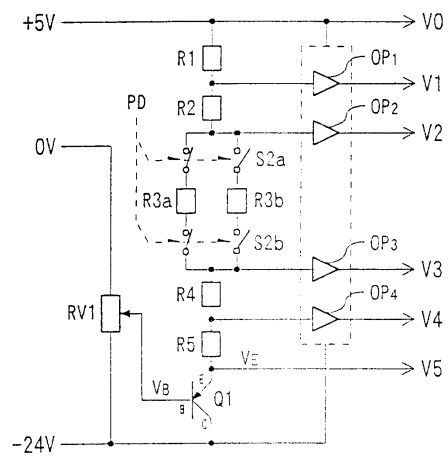 +5V V0
R1 OP1
V1
PD R2 OP2
V2
0V
S2a
R3a R3b
S2b OP3
V3
R4 OP4
RV1 V4
R5
VE V5
VB E
B Q1
C
-24V